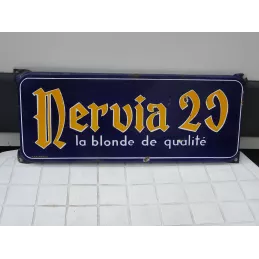 Nervia 29
la blonde de qualité